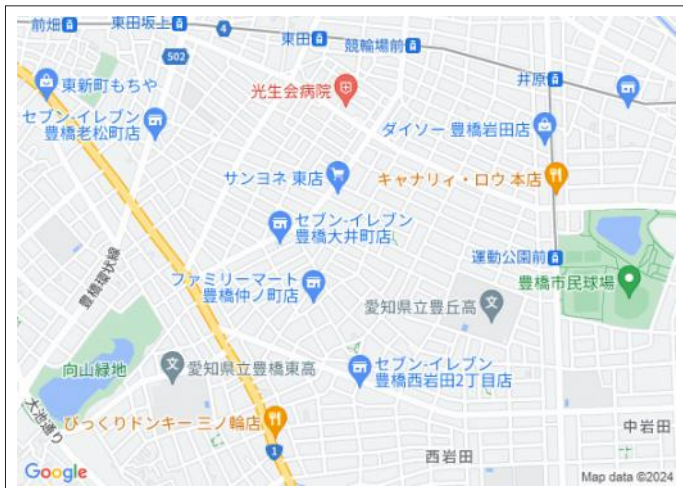 前畑
東田坂上
4
東田
競輪場前
502
井原
東新町もちや
光生会病院
セブン-イレブン
豊橋老松町店
ダイソー 豊橋岩田店
サンヨネ 東店
キャナリィ・ロウ 本店
セブン-イレブン
豊橋大井町店
豊橋環状線
運動公園前
豊橋市民球場
ファミリーマート
豊橋仲ノ町店
愛知県立豊丘高
向山緑地
愛知県立豊橋東高
セブン-イレブン
豊橋西岩田2丁目店
大池通り
びっくりドンキー 三ノ輪店
中岩田
1
西岩田
Google
Map data ©2024